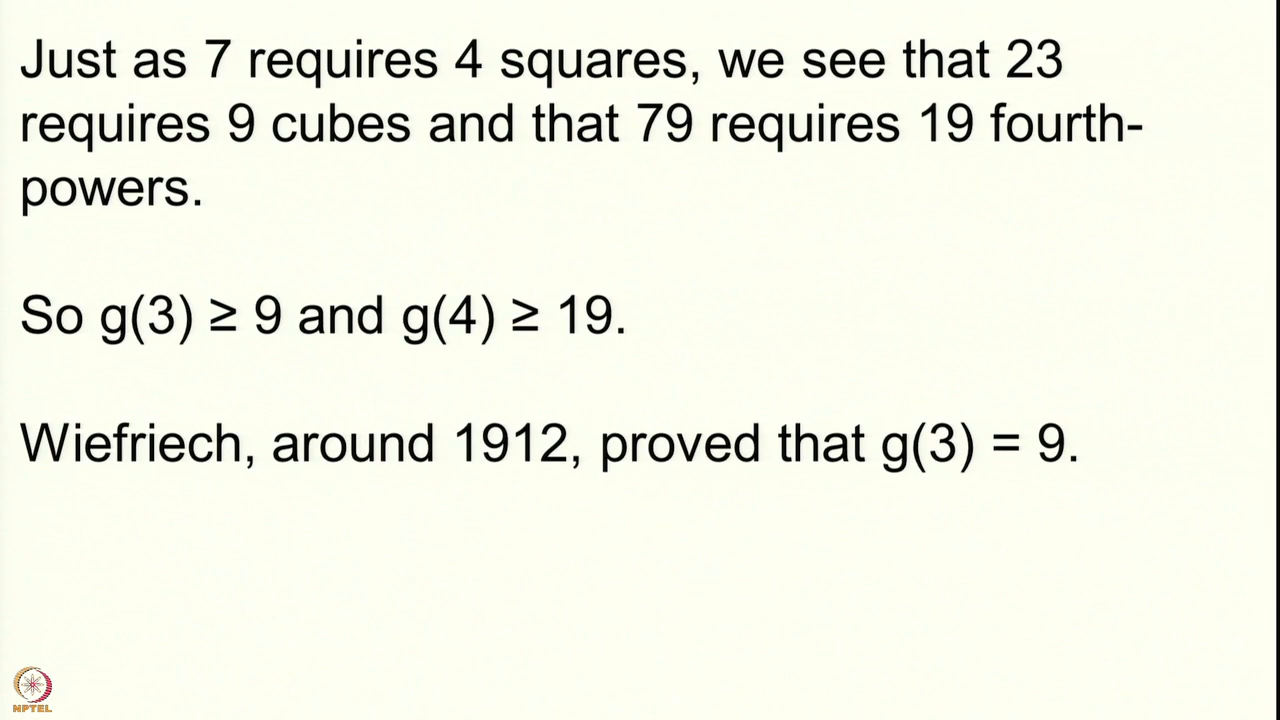 Just as 7 requires 4 squares, we see that 23
requires 9 cubes and that 79 requires 19 fourth-
powers.
So g(3) ≥ 9 and g(4) ≥ 19.
Wiefriech, around 1912, proved that g(3) = 9.
NPTEL